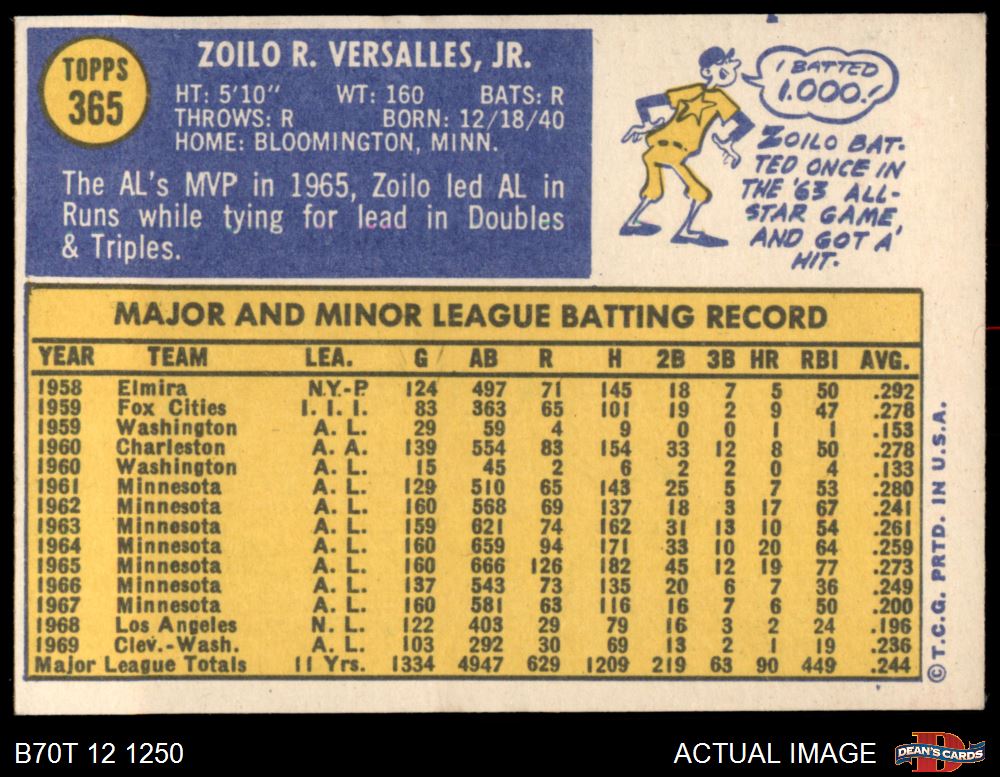 TOPPS
365
ZOILO R. VERSALLES, JR.
HT: 5'10" WT: 160 BATS: R
THROWS: R BORN: 12/18/40
HOME: BLOOMINGTON, MINN.
The AL's MVP in 1965, Zoilo led AL in
Runs while tying for lead in Doubles
& Triples.
I BATTED
1.000!
ZOILO BAT-
TED ONCE IN
THE '63 ALL-
STAR GAME,
AND GOT A
HIT.
MAJOR AND MINOR LEAGUE BATTING RECORD
YEAR TEAM LEA. G AB R H 2B 3B HR RBI AVG.
1958 Elmira N.Y.-P. 124 497 71 145 18 7 5 50 .292
1959 Fox Cities I. I. I. 83 363 65 101 19 2 9 47 .278
1959 Washington A. L. 29 59 4 9 0 0 1 1 .153
1960 Charleston A. A. 139 554 83 154 33 12 8 50 .278
1960 Washington A. L. 15 45 2 6 2 2 0 4 .133
1961 Minnesota A. L. 129 510 65 143 25 5 7 53 .280
1962 Minnesota A. L. 160 568 69 137 18 3 17 67 .241
1963 Minnesota A. L. 159 621 74 162 31 13 10 54 .261
1964 Minnesota A. L. 160 659 94 171 33 10 20 64 .259
1965 Minnesota A. L. 160 666 126 182 45 12 19 77 .273
1966 Minnesota A. L. 137 543 73 135 20 6 7 36 .249
1967 Minnesota A. L. 160 581 63 116 16 7 6 50 .200
1968 Los Angeles N. L. 122 403 29 79 16 3 2 24 .196
1969 Clev.-Wash. A. L. 103 292 30 69 13 2 1 19 .236
Major League Totals 11 Yrs. 1334 4947 629 1209 219 63 90 449 .244
© T.C.G. PRTD. IN U.S.A.
B70T 12 1250
ACTUAL IMAGE
D
DEAN'S CARDS